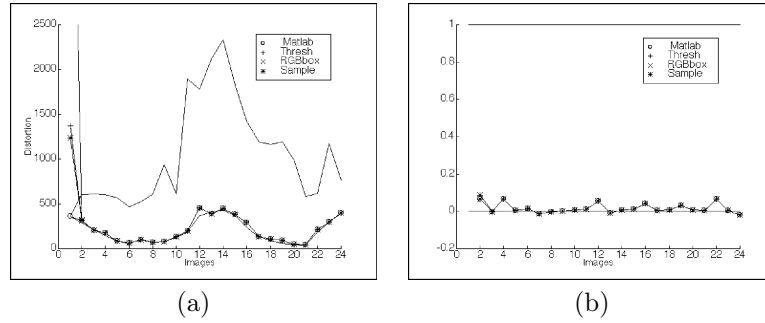 2500
2000
1500
1000
500
0
Distortion
0 2 4 6 8 10 12 14 16 18 20 22 24
Images
Matlab
Thresh
RGBbox
Sample
(a)
1
0.8
0.6
0.4
0.2
0
-0.2
0 2 4 6 8 10 12 14 16 18 20 22 24
Images
Matlab
Thresh
RGBbox
Sample
(b)